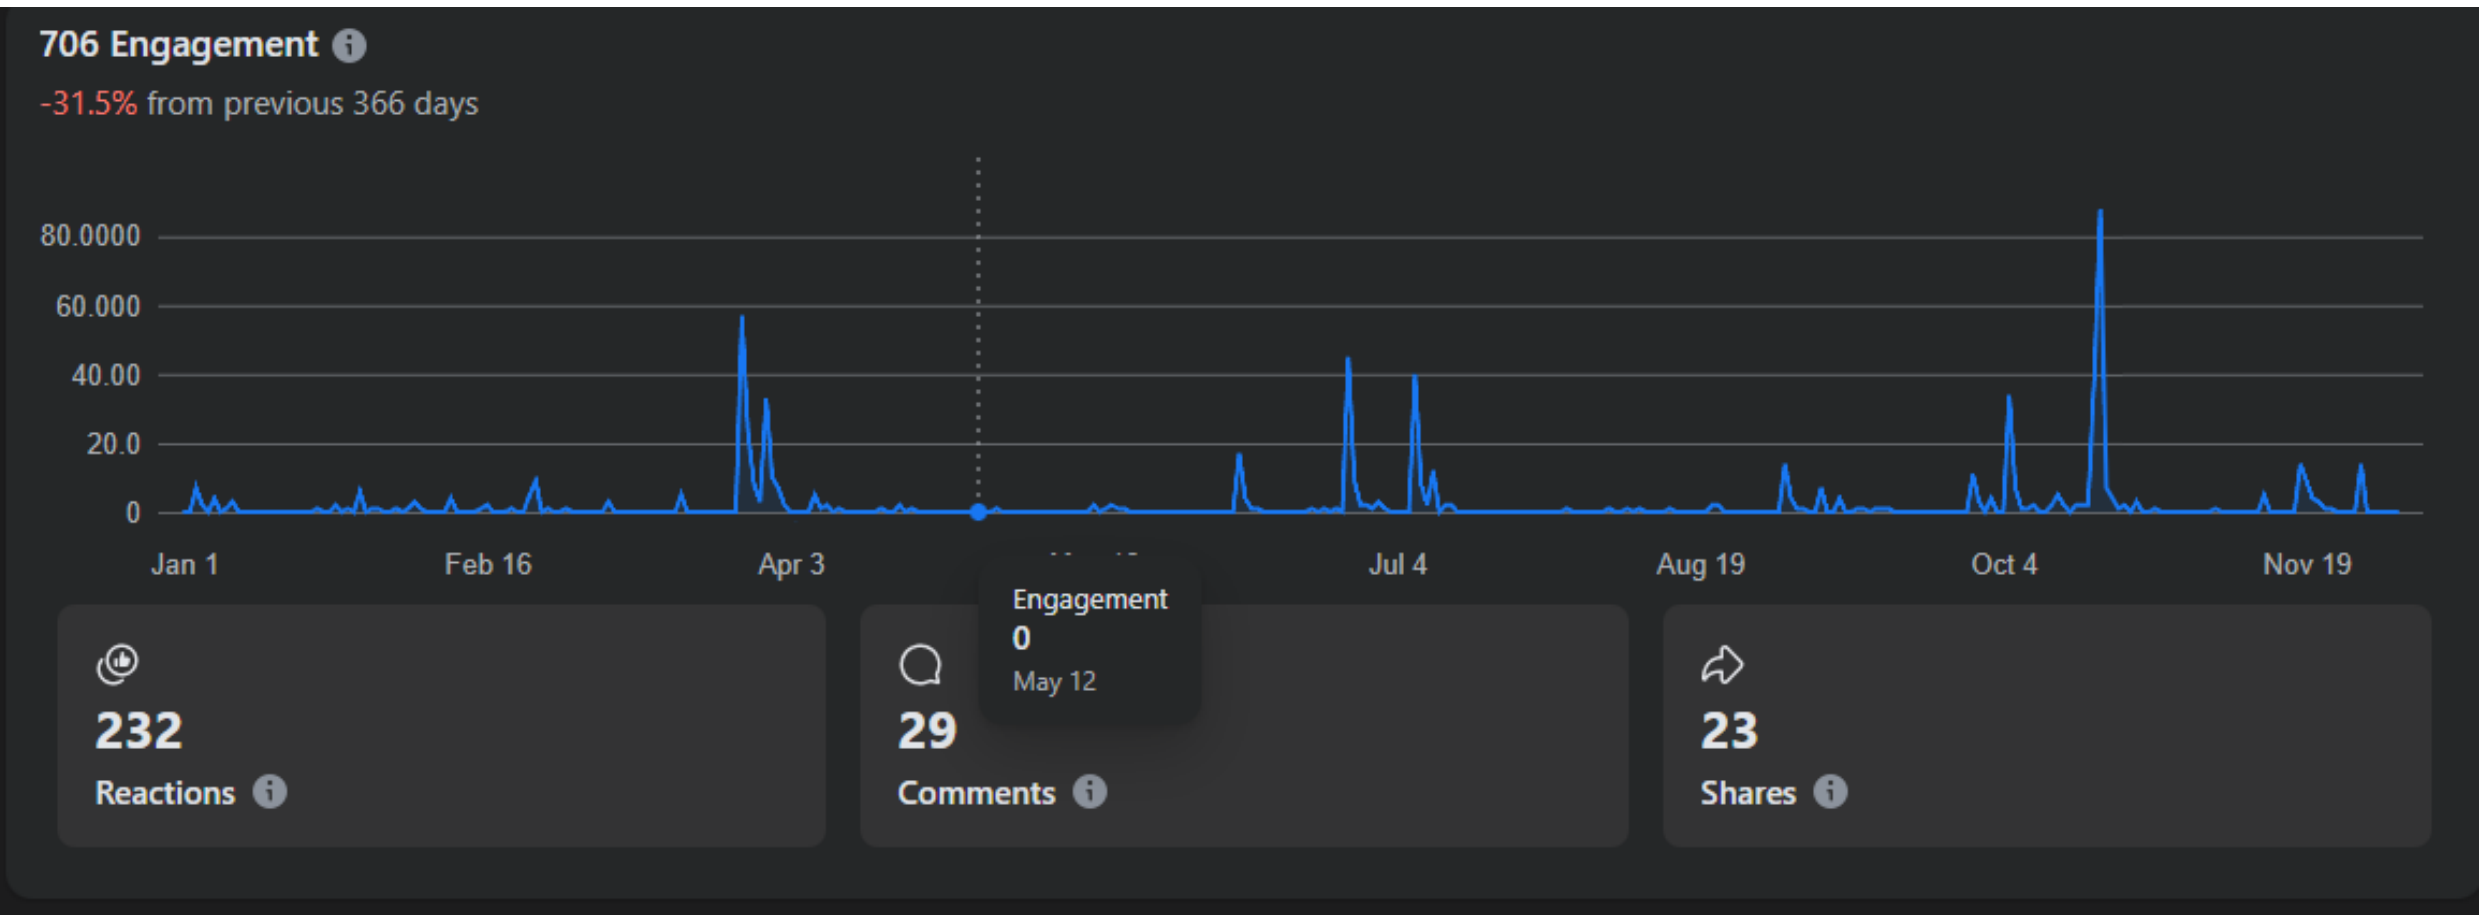 706 Engagement
-31.5% from previous 366 days
80.0000
60.000
40.00
20.0
0
Jan 1 Feb 16 Apr 3 Jul 4 Aug 19 Oct 4 Nov 19
Engagement
0
May 12
232
Reactions
29
Comments
23
Shares